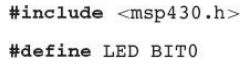 #include <msp430.h>
#define LED BIT0